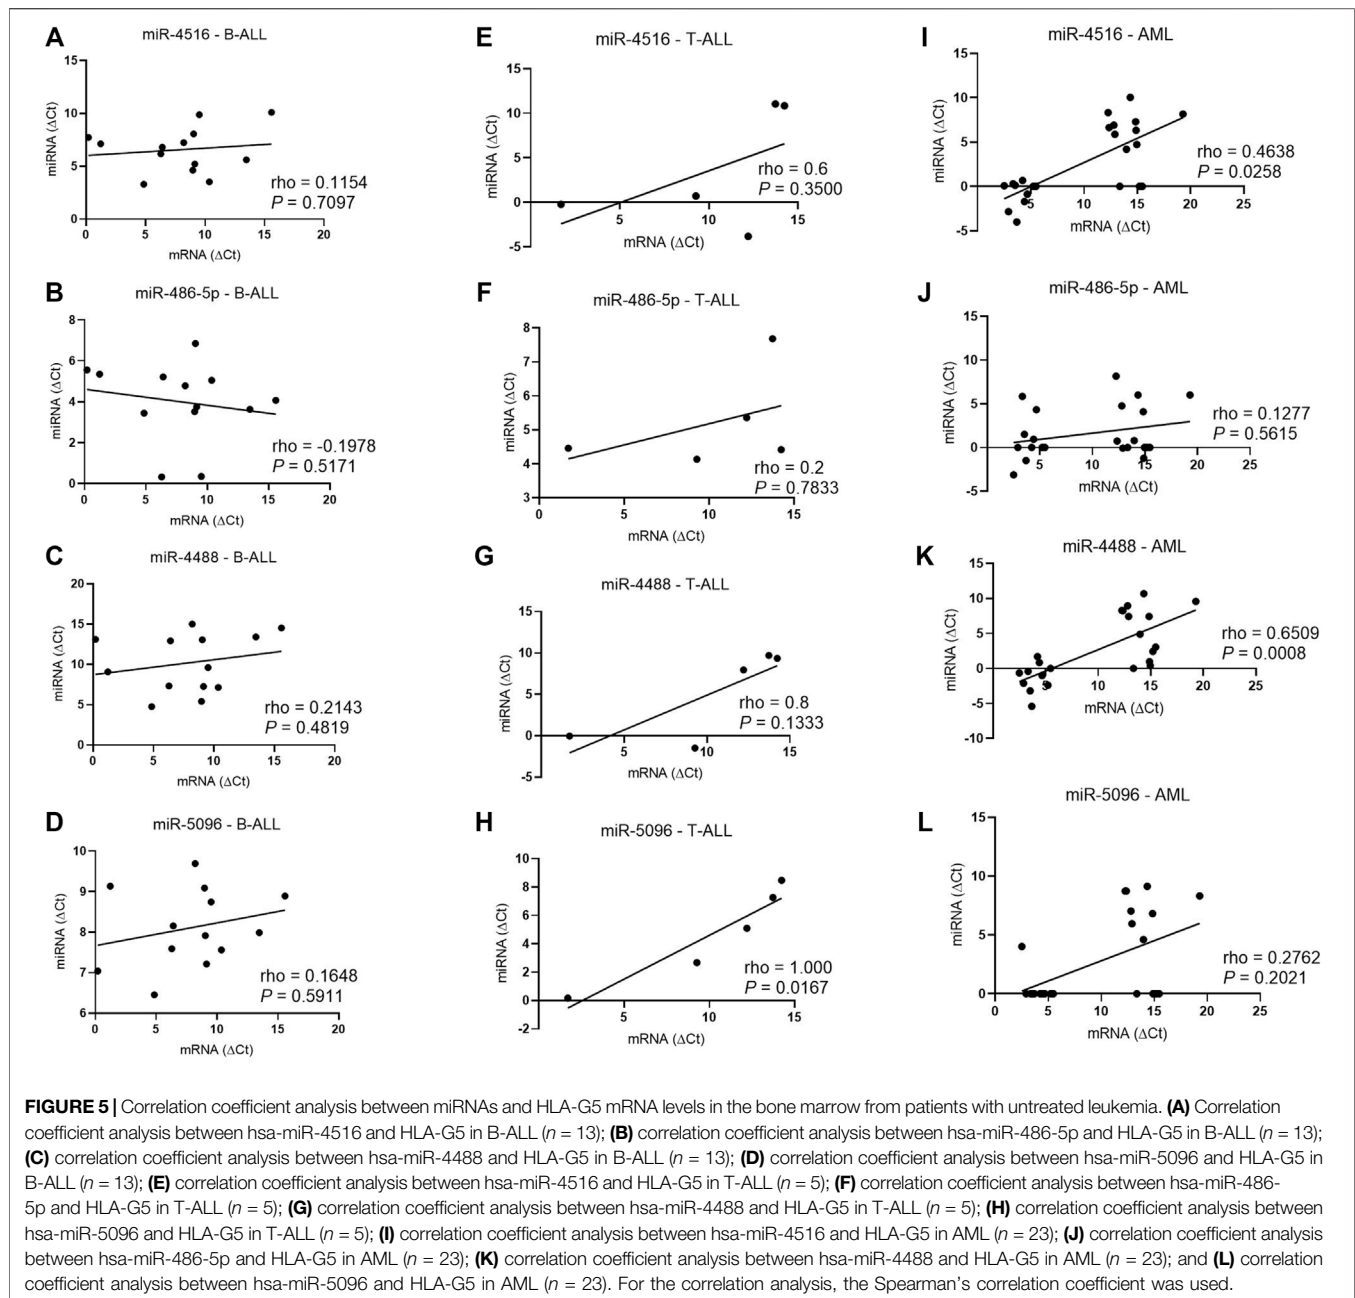 A
miR-4516 - B-ALL
miRNA (ΔCt)
15
10
5
0
0
5
10
15
20
mRNA (ΔCt)
rho = 0.1154
P = 0.7097
E
miR-4516 - T-ALL
miRNA (ΔCt)
15
10
5
0
-5
5
10
15
mRNA (ΔCt)
rho = 0.6
P = 0.3500
I
miR-4516 - AML
miRNA (ΔCt)
15
10
5
0
-5
5
10
15
20
25
mRNA (ΔCt)
rho = 0.4638
P = 0.0258
B
miR-486-5p - B-ALL
miRNA (ΔCt)
8
6
4
2
0
0
5
10
15
20
mRNA (ΔCt)
rho = -0.1978
P = 0.5171
F
miR-486-5p - T-ALL
miRNA (ΔCt)
8
7
6
5
4
3
0
5
10
15
mRNA (ΔCt)
rho = 0.2
P = 0.7833
J
miR-486-5p - AML
miRNA (ΔCt)
15
10
5
0
-5
5
10
15
20
25
mRNA (ΔCt)
rho = 0.1277
P = 0.5615
C
miR-4488 - B-ALL
miRNA (ΔCt)
20
15
10
5
0
0
5
10
15
20
mRNA (ΔCt)
rho = 0.2143
P = 0.4819
G
miR-4488 - T-ALL
miRNA (ΔCt)
15
10
5
0
-5
5
10
15
mRNA (ΔCt)
rho = 0.8
P = 0.1333
K
miR-4488 - AML
miRNA (ΔCt)
15
10
5
0
-5
-10
5
10
15
20
25
mRNA (ΔCt)
rho = 0.6509
P = 0.0008
D
miR-5096 - B-ALL
miRNA (ΔCt)
10
9
8
7
6
0
5
10
15
20
mRNA (ΔCt)
rho = 0.1648
P = 0.5911
H
miR-5096 - T-ALL
miRNA (ΔCt)
10
8
6
4
2
0
-2
5
10
15
mRNA (ΔCt)
rho = 1.000
P = 0.0167
L
miR-5096 - AML
miRNA (ΔCt)
15
10
5
0
0
5
10
15
20
25
mRNA (ΔCt)
rho = 0.2762
P = 0.2021
FIGURE 5 | Correlation coefficient analysis between miRNAs and HLA-G5 mRNA levels in the bone marrow from patients with untreated leukemia. (A) Correlation
coefficient analysis between hsa-miR-4516 and HLA-G5 in B-ALL (n = 13); (B) correlation coefficient analysis between hsa-miR-486-5p and HLA-G5 in B-ALL (n = 13);
(C) correlation coefficient analysis between hsa-miR-4488 and HLA-G5 in B-ALL (n = 13); (D) correlation coefficient analysis between hsa-miR-5096 and HLA-G5 in
B-ALL (n = 13); (E) correlation coefficient analysis between hsa-miR-4516 and HLA-G5 in T-ALL (n = 5); (F) correlation coefficient analysis between hsa-miR-486-
5p and HLA-G5 in T-ALL (n = 5); (G) correlation coefficient analysis between hsa-miR-4488 and HLA-G5 in T-ALL (n = 5); (H) correlation coefficient analysis between
hsa-miR-5096 and HLA-G5 in T-ALL (n = 5); (I) correlation coefficient analysis between hsa-miR-4516 and HLA-G5 in AML (n = 23); (J) correlation coefficient analysis
between hsa-miR-486-5p and HLA-G5 in AML (n = 23); (K) correlation coefficient analysis between hsa-miR-4488 and HLA-G5 in AML (n = 23); and (L) correlation
coefficient analysis between hsa-miR-5096 and HLA-G5 in AML (n = 23). For the correlation analysis, the Spearman's correlation coefficient was used.